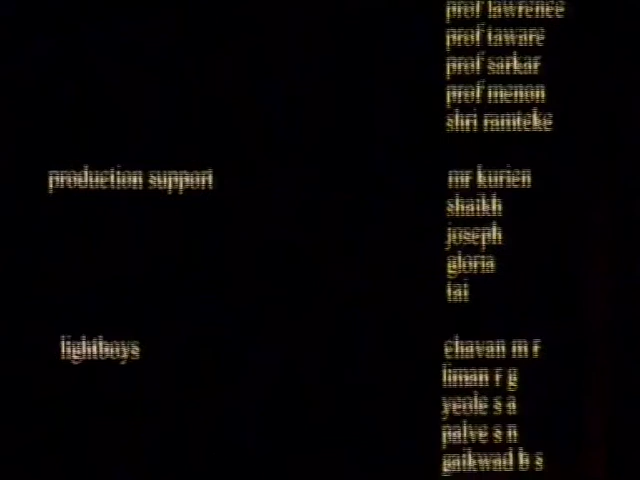 prof lawrence
prof taware
prof sarkar
prof menon
shri ramteke
production support mr kurien
shaikh
joseph
gloria
tai
lightboys chavan m r
liman r g
yeole s a
palve s n
gaikwad b s